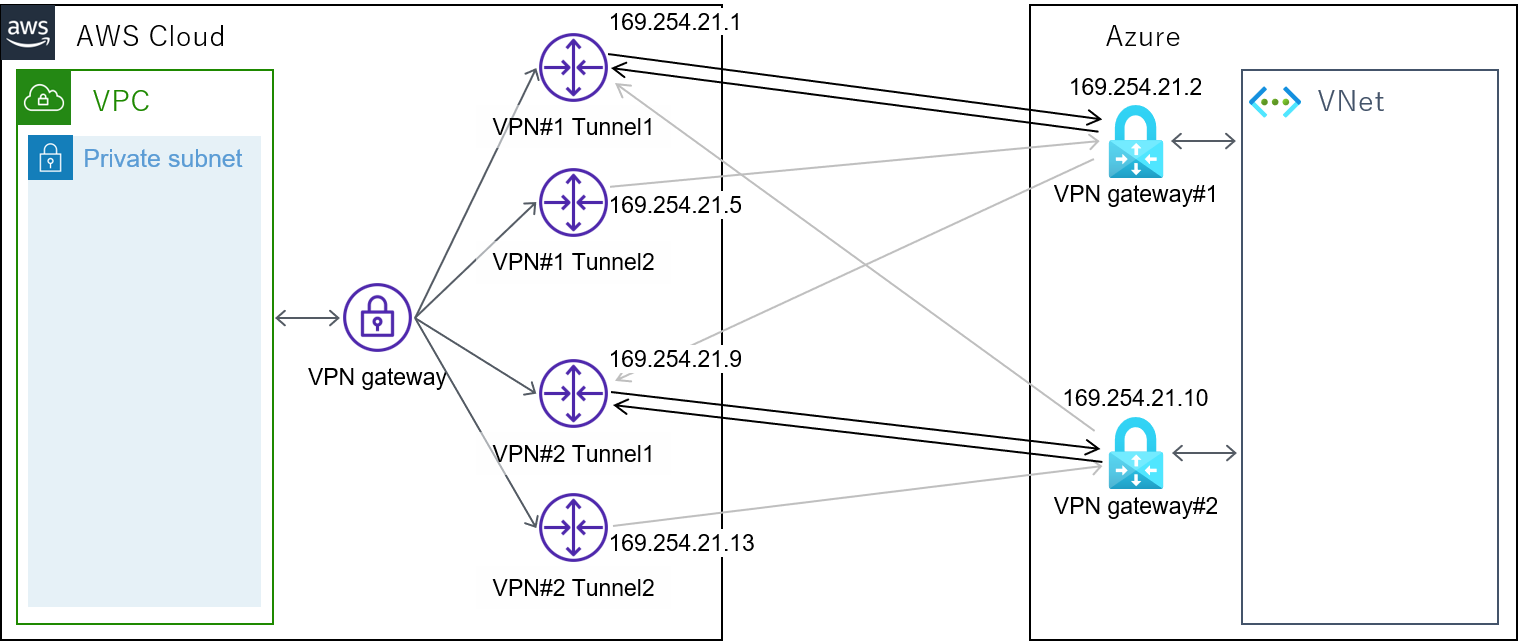 aws
AWS Cloud
VPC
Private subnet
VPN gateway
169.254.21.1
VPN#1 Tunnel1
169.254.21.5
VPN#1 Tunnel2
169.254.21.9
VPN#2 Tunnel1
169.254.21.13
VPN#2 Tunnel2
Azure
169.254.21.2
VPN gateway#1
169.254.21.10
VPN gateway#2
VNet